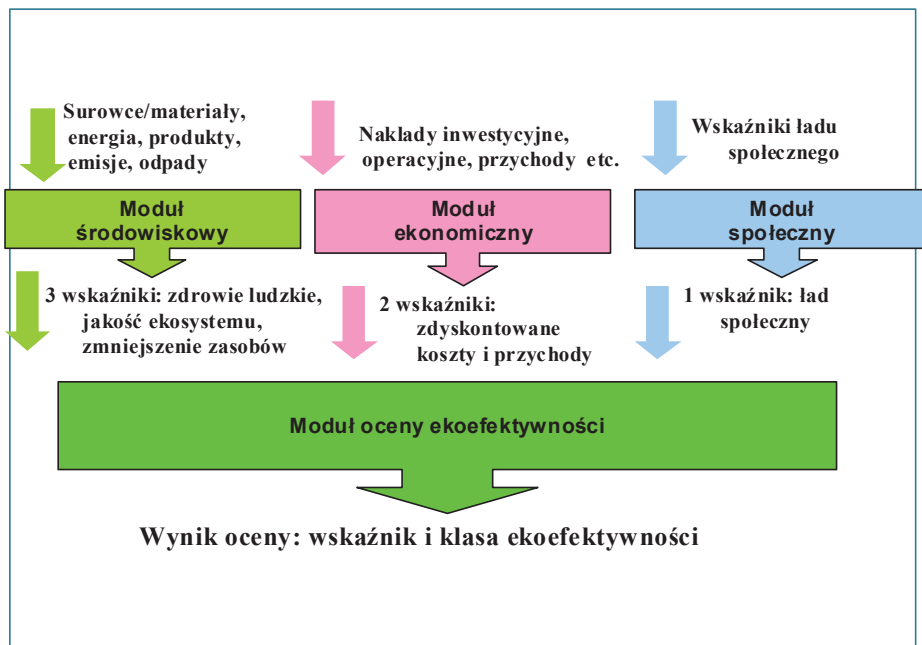 Surowce/materiały,
energia, produkty,
emisje, odpady
Naklady inwestycyjne,
operacyjne, przychody etc.
Wskaźniki ładu
społecznego
Moduł
środowiskowy
Moduł
ekonomiczny
Moduł
społeczny
3 wskaźniki: zdrowie ludzkie,
jakość ekosystemu,
zmniejszenie zasobów
2 wskaźniki:
zdyskontowane
koszty i przychody
1 wskaźnik: ład
społeczny
Moduł oceny ekoefektywności
Wynik oceny: wskaźnik i klasa ekoefektywności